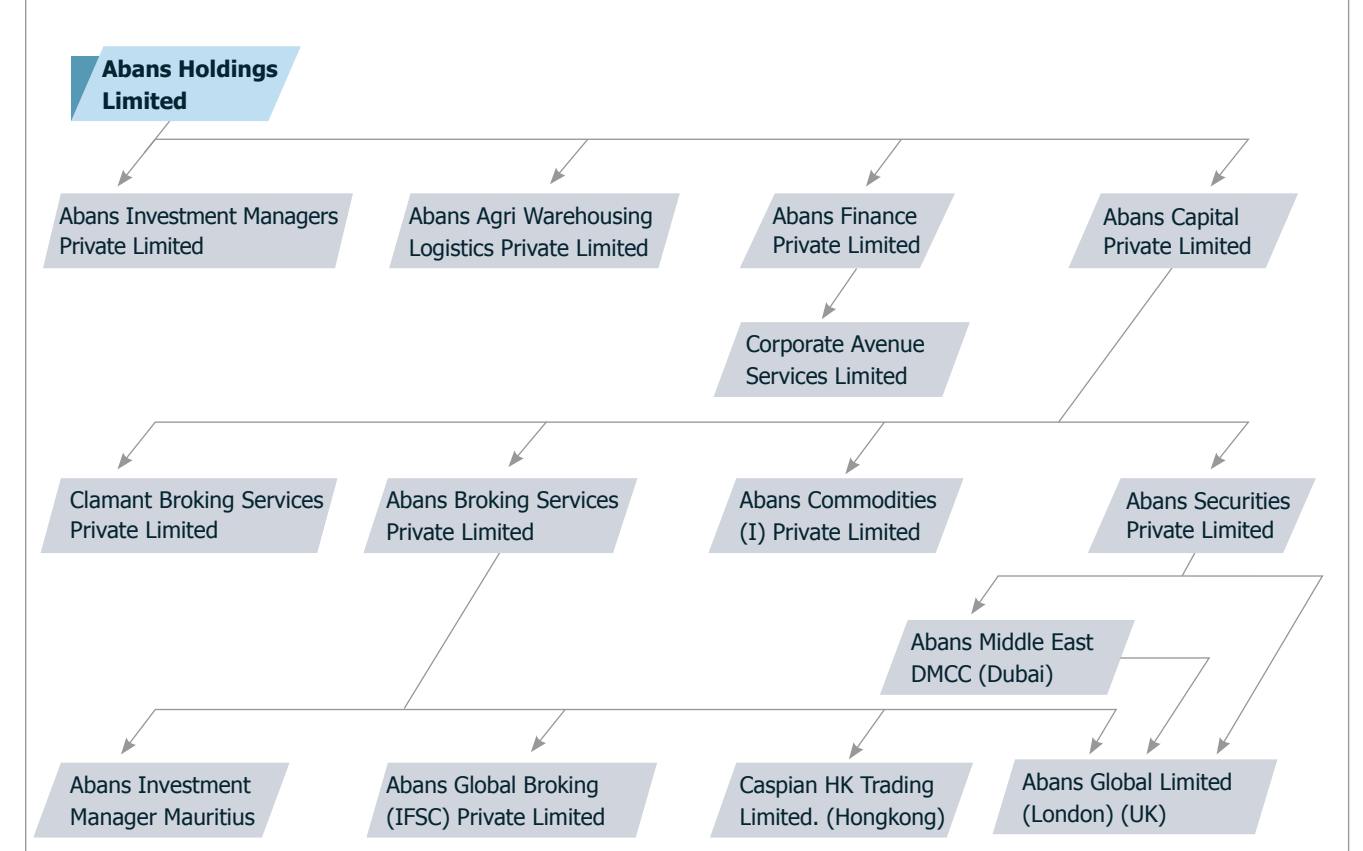 Abans Holdings
Limited
Abans Investment Managers
Private Limited
Abans Agri Warehousing
Logistics Private Limited
Abans Finance
Private Limited
Abans Capital
Private Limited
Corporate Avenue
Services Limited
Clamant Broking Services
Private Limited
Abans Broking Services
Private Limited
Abans Commodities
(I) Private Limited
Abans Securities
Private Limited
Abans Middle East
DMCC (Dubai)
Abans Investment
Manager Mauritius
Abans Global Broking
(IFSC) Private Limited
Caspian HK Trading
Limited. (Hongkong)
Abans Global Limited
(London) (UK)